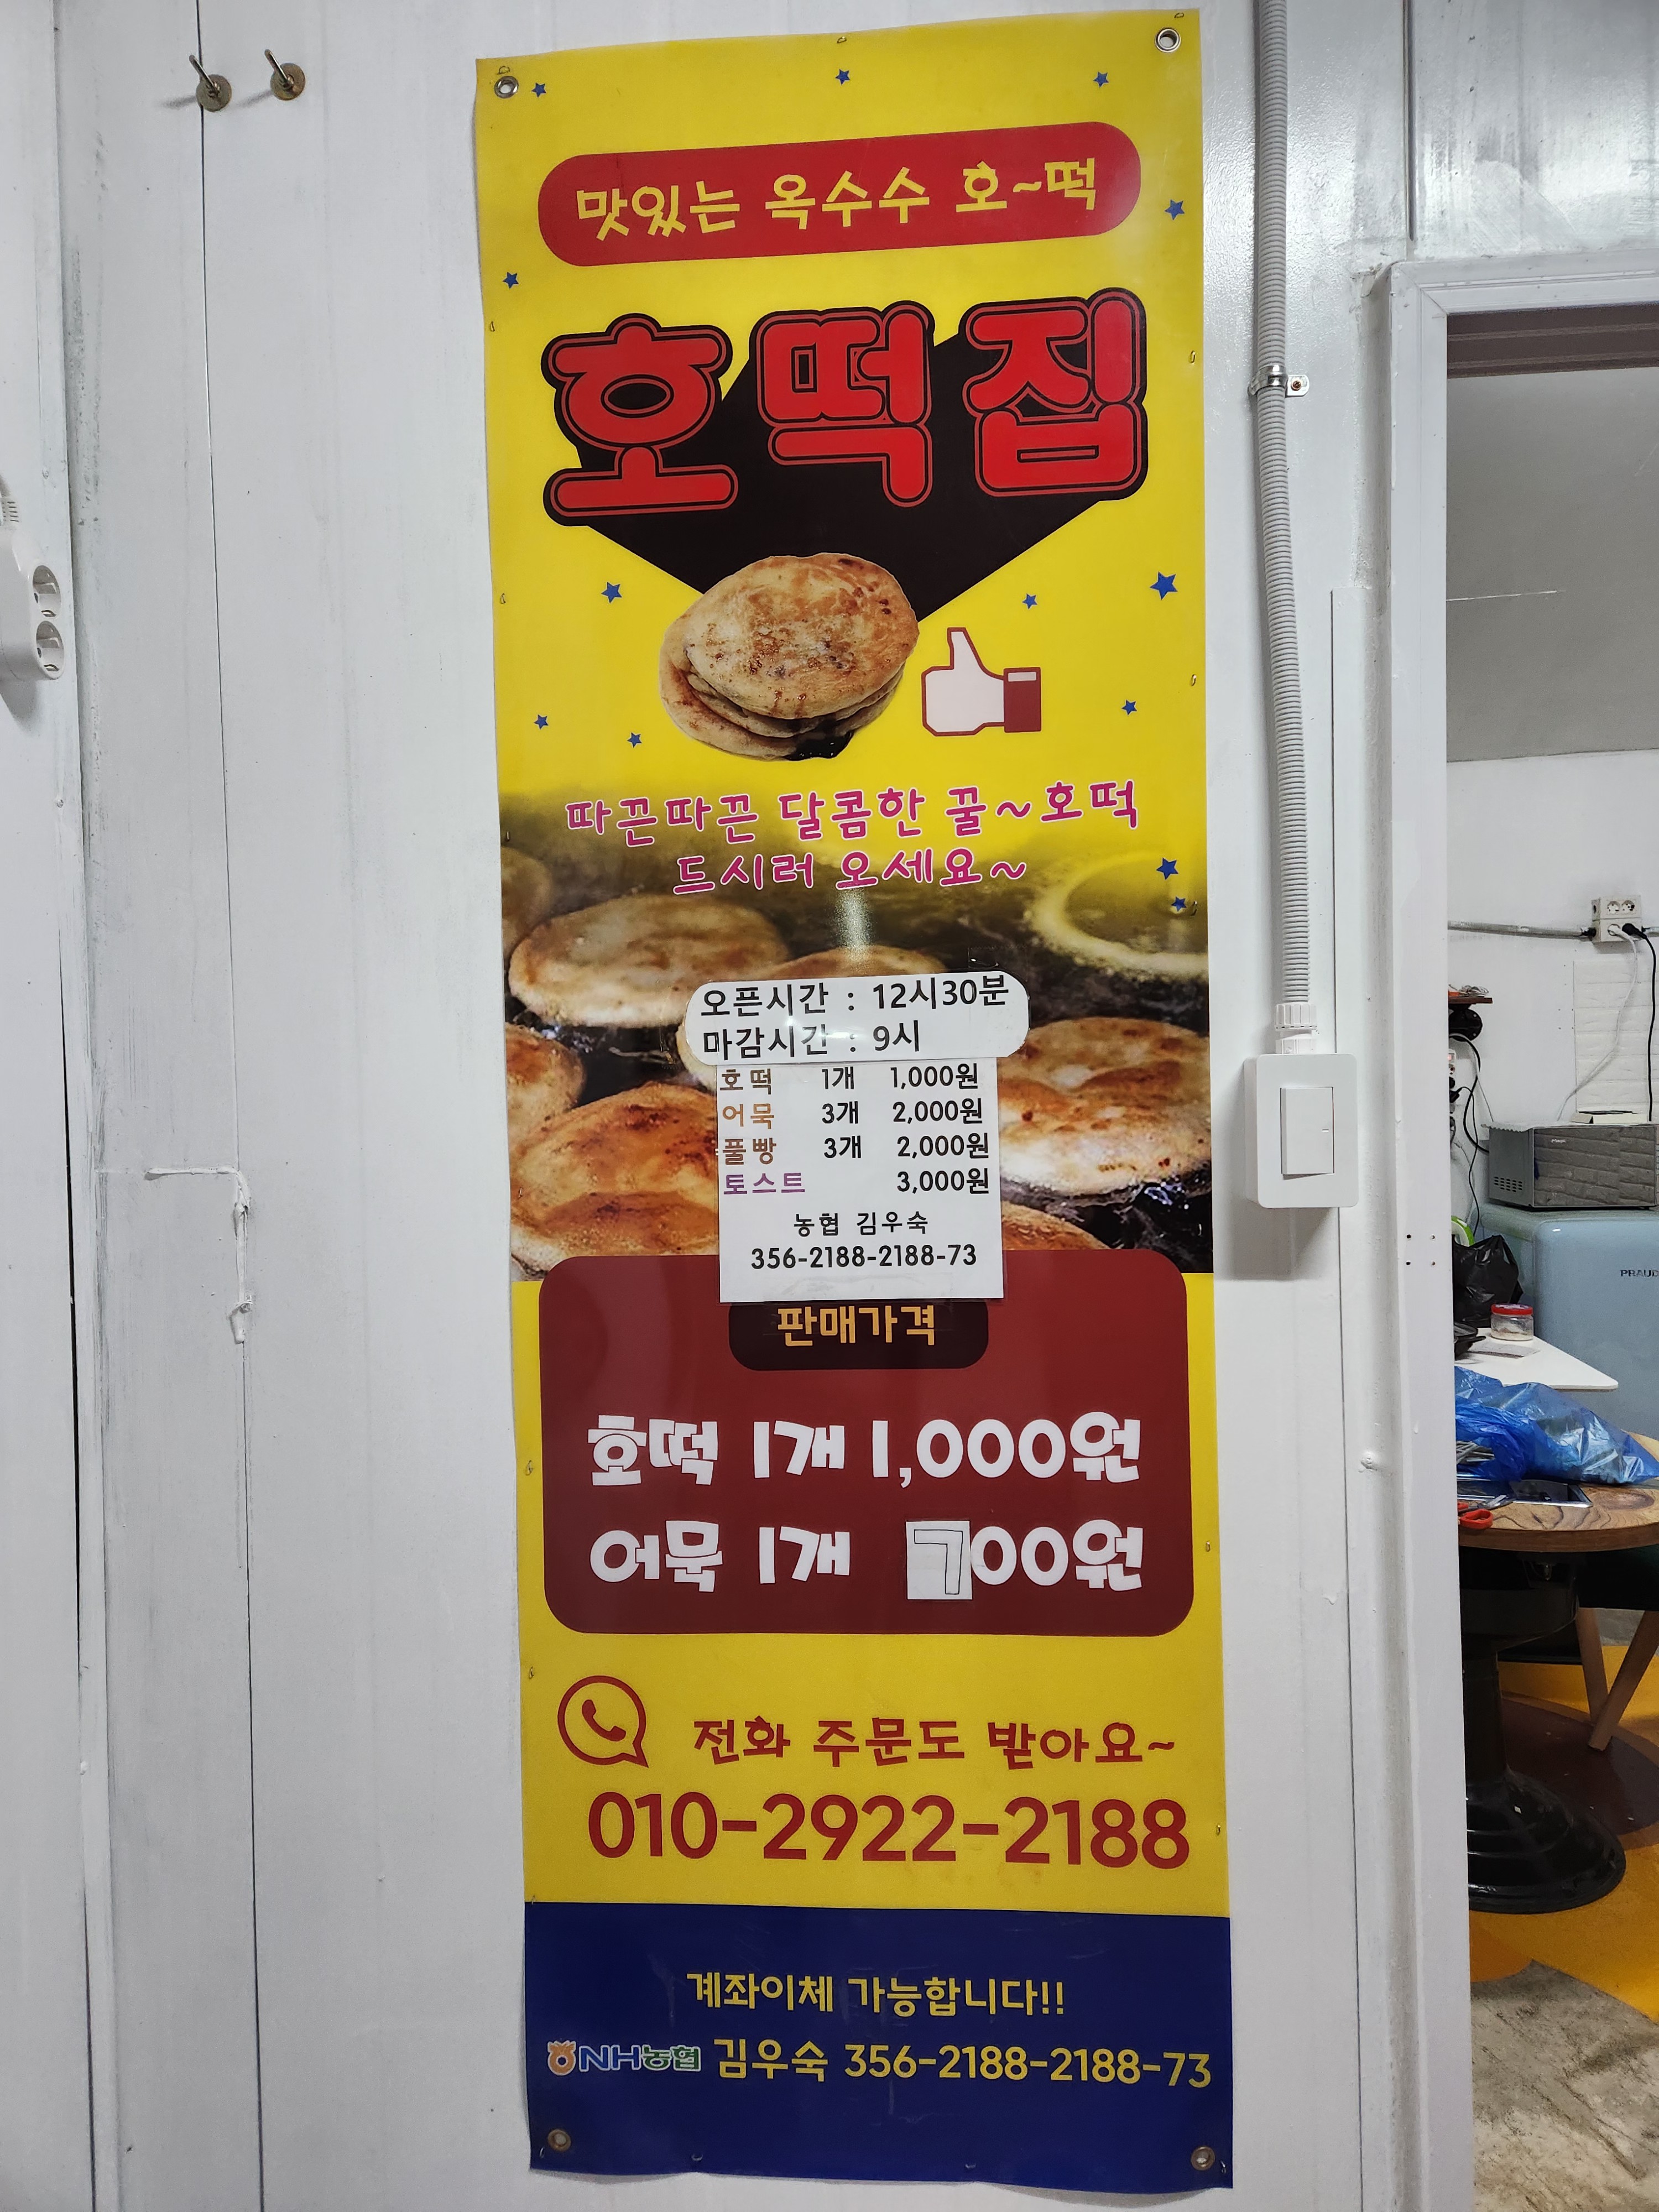 맛있는 옥수수 호~떡
호떡집
따끈따끈 달콤한 꿀~호떡
드시러 오세요~
오픈시간 : 12시30분
마감시간 : 9시
호떡 1개 1,000원
어묵 3개 2,000원
풀빵 3개 2,000원
토스트 3,000원
농협 김우숙
356-2188-2188-73
판매가격
호떡 1개 1,000원
어묵 1개 700원
전화 주문도 받아요~
010-2922-2188
계좌이체 가능합니다!!
NH농협 김우숙 356-2188-2188-73